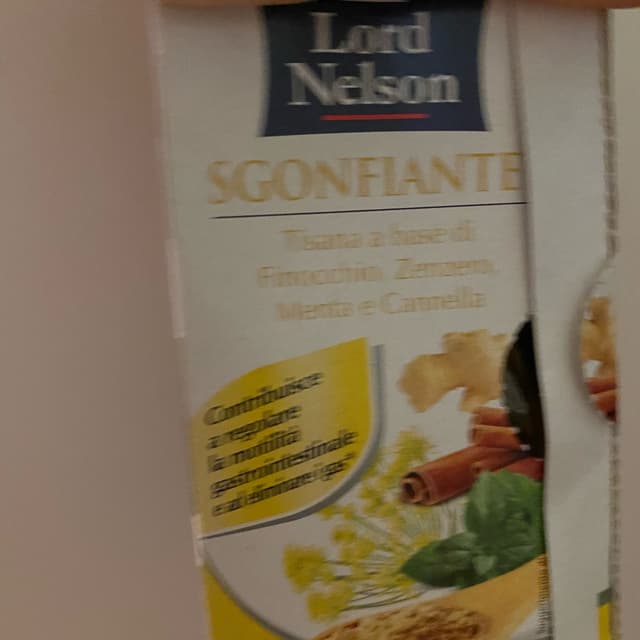 Lord
Nelson
SGONFIANTE
Tisana a base di
Finocchio, Zenzero,
Menta e Cannella
Contribuisce
a regolare
la motilità
gastrointestinale
e ad eliminare i gas*